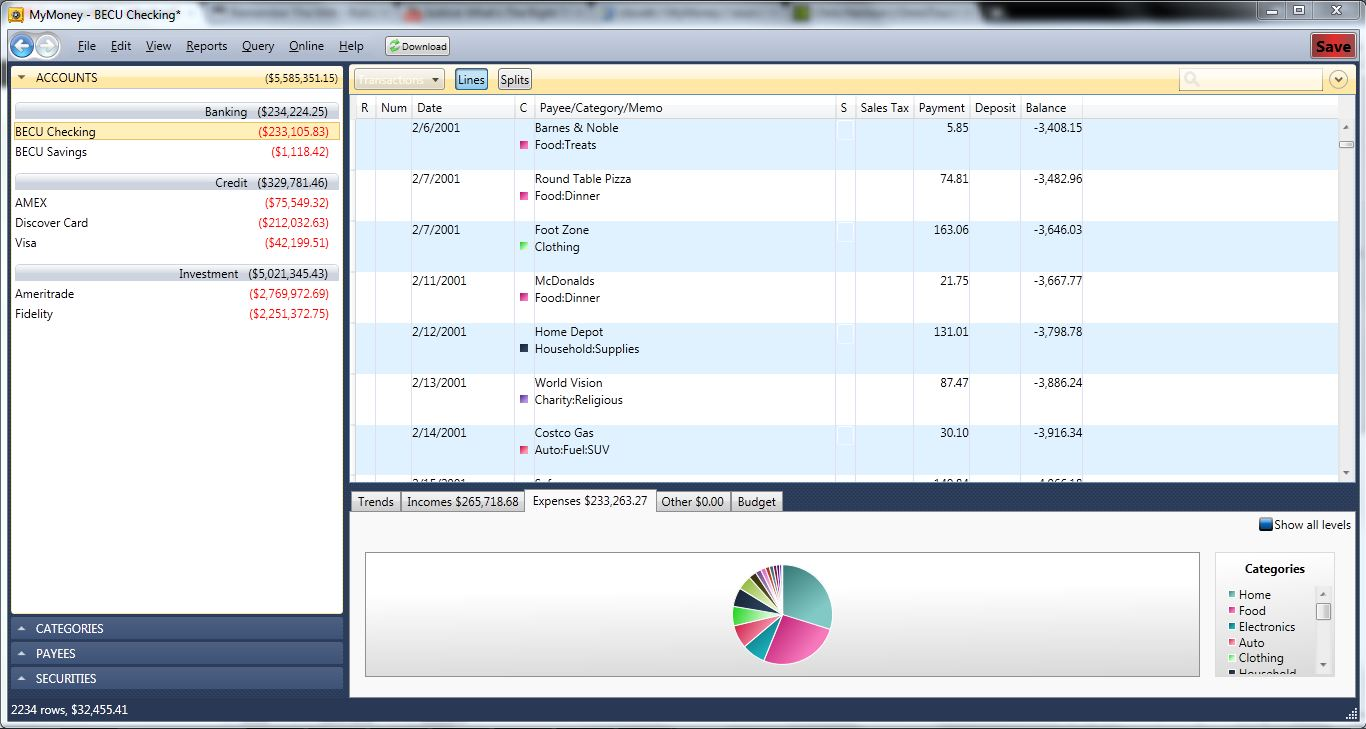 MyMoney - BECU Checking*
File Edit View Reports Query Online Help Download Save
ACCOUNTS ($5,585,351.15)
Banking ($234,224.25)
BECU Checking ($233,105.83)
BECU Savings ($1,118.42)
Credit ($329,781.46)
AMEX ($75,549.32)
Discover Card ($212,032.63)
Visa ($42,199.51)
Investment ($5,021,345.43)
Ameritrade ($2,769,972.69)
Fidelity ($2,251,372.75)
CATEGORIES
PAYEES
SECURITIES
Transactions Lines Splits
R Num Date C Payee/Category/Memo S Sales Tax Payment Deposit Balance
2/6/2001 Barnes & Noble 5.85 -3,408.15
Food:Treats
2/7/2001 Round Table Pizza 74.81 -3,482.96
Food:Dinner
2/7/2001 Foot Zone 163.06 -3,646.03
Clothing
2/11/2001 McDonalds 21.75 -3,667.77
Food:Dinner
2/12/2001 Home Depot 131.01 -3,798.78
Household:Supplies
2/13/2001 World Vision 87.47 -3,886.24
Charity:Religious
2/14/2001 Costco Gas 30.10 -3,916.34
Auto:Fuel:SUV
Trends Incomes $265,718.68 Expenses $233,263.27 Other $0.00 Budget
Show all levels
Categories
Home
Food
Electronics
Auto
Clothing
Household
2234 rows, $32,455.41